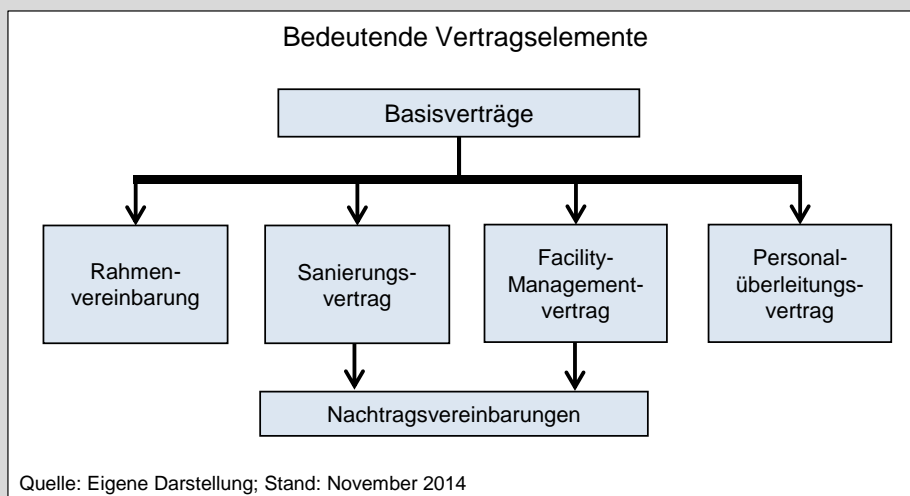 Bedeutende Vertragselemente
Basisverträge
Rahmen-
vereinbarung
Sanierungs-
vertrag
Facility-
Management-
vertrag
Personal-
überleitungs-
vertrag
Nachtragsvereinbarungen
Quelle: Eigene Darstellung; Stand: November 2014